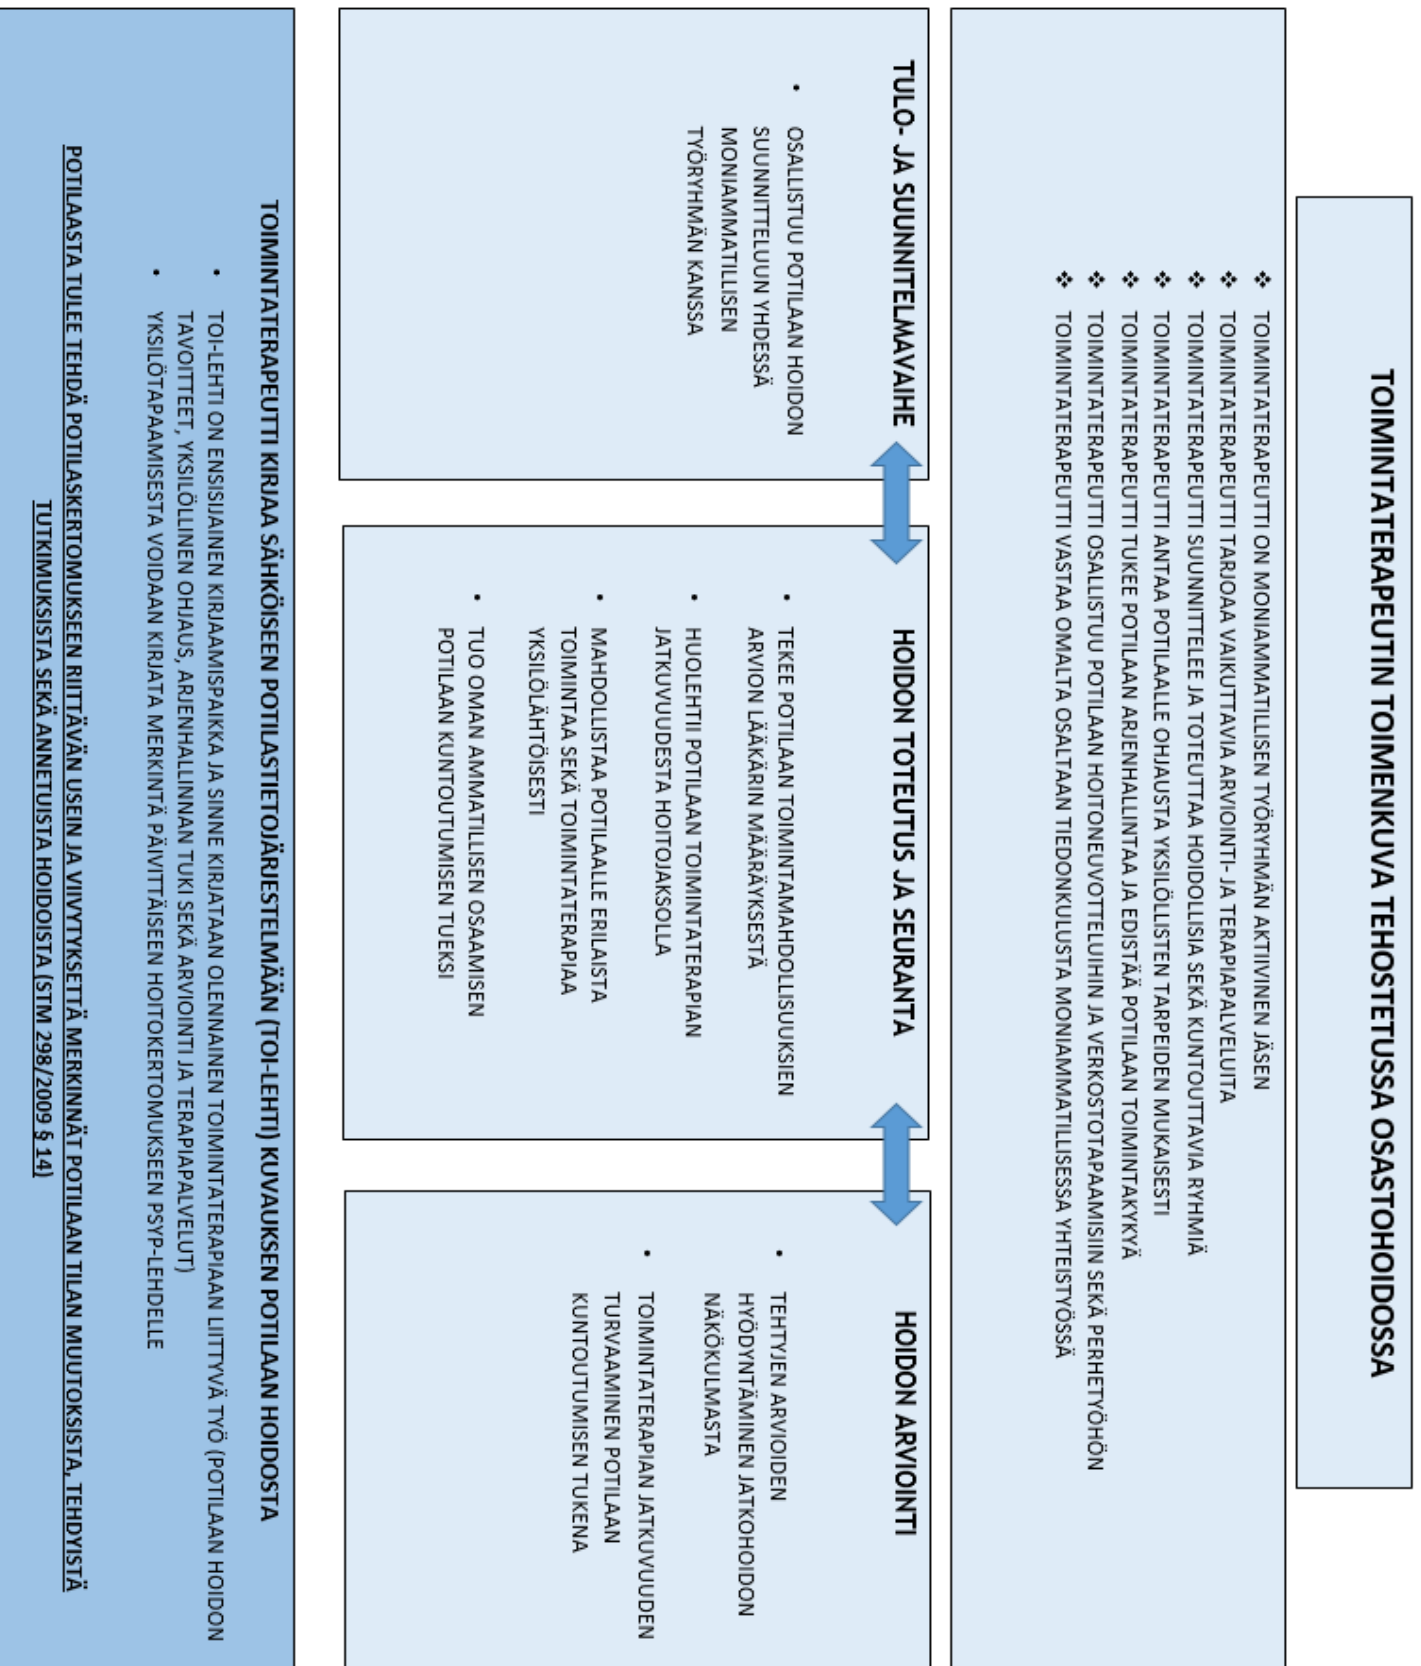 TOIMINTATERAPEUTIN TOIMENKUVA TEHOSTETUSSA OSASTOHOIDOSSA
❖ TOIMINTATERAPEUTTI ON MONIAMMATILLISEN TYÖRYHMÄN AKTIIVINEN JÄSEN
❖ TOIMINTATERAPEUTTI TARJOAA VAIKUTTAVIA ARVIOINTI- JA TERAPIAPALVELUITA
❖ TOIMINTATERAPEUTTI SUUNNITTELEE JA TOTEUTTAA HOIDOLLISIA SEKÄ KUNTOUTTAVIA RYHMIÄ
❖ TOIMINTATERAPEUTTI ANTAA POTILAALLE OHJAUSTA YKSILÖLLISTEN TARPEIDEN MUKAISESTI
❖ TOIMINTATERAPEUTTI TUKEE POTILAAN ARJENHALLINTAA JA EDISTÄÄ POTILAAN TOIMINTAKYKYÄ
❖ TOIMINTATERAPEUTTI OSALLISTUU POTILAAN HOITONEUVOTTELUIHIN JA VERKOSTOTAPAAMISIIN SEKÄ PERHETYÖHÖN
❖ TOIMINTATERAPEUTTI VASTAA OMALTA OSALTAAN TIEDONKULUSTA MONIAMMATILLISESSA YHTEISTYÖSSÄ
TULO- JA SUUNNITELMAVAIHE
• OSALLISTUU POTILAAN HOIDON
SUUNNITTELUUN YHDESSÄ
MONIAMMATILLISEN
TYÖRYHMÄN KANSSA
HOIDON TOTEUTUS JA SEURANTA
• TEKEE POTILAAN TOIMINTAMAHDOLLISUUKSIEN
ARVION LÄÄKÄRIN MÄÄRÄYKSESTÄ
• HUOLEHTII POTILAAN TOIMINTATERAPIAN
JATKUVUUDESTA HOITOJAKSOLLA
• MAHDOLLISTAA POTILAALLE ERILAISTA
TOIMINTAA SEKÄ TOIMINTATERAPIAA
YKSILÖLÄHTÖISESTI
• TUO OMAN AMMATILLISEN OSAAMISEN
POTILAAN KUNTOUTUMISEN TUEKSI
HOIDON ARVIOINTI
• TEHTYJEN ARVIOIDEN
HYÖDYNTÄMINEN JATKOHOIDON
NÄKÖKULMASTA
• TOIMINTATERAPIAN JATKUVUUDEN
TURVAAMINEN POTILAAN
KUNTOUTUMISEN TUKENA
TOIMINTATERAPEUTTI KIRJAA SÄHKÖISEEN POTILASTIETOJÄRJESTELMÄÄN (TOI-LEHTI) KUVAUKSEN POTILAAN HOIDOSTA
• TOI-LEHTI ON ENSISIJAINEN KIRJAAMISPAIKKA JA SINNE KIRJATAAN OLENNAINEN TOIMINTATERAPIAAN LIITTYVÄ TYÖ (POTILAAN HOIDON
TAVOITTEET, YKSILÖLLINEN OHJAUS, ARJENHALLINNAN TUKI SEKÄ ARVIOINTI JA TERAPIAPALVELUT)
• YKSILÖTAPAAMISESTA VOIDAAN KIRJATA MERKINTÄ PÄIVITTÄISEEN HOITOKERTOMUKSEEN PSYP-LEHDELLE
POTILAASTA TULEE TEHDÄ POTILASKERTOMUKSEEN RIITTÄVÄN USEIN JA VIIVYTYKSETTÄ MERKINNÄT POTILAAN TILAN MUUTOKSISTA, TEHDYISTÄ
TUTKIMUKSISTA SEKÄ ANNETUISTA HOIDOISTA (STM 298/2009 § 14)